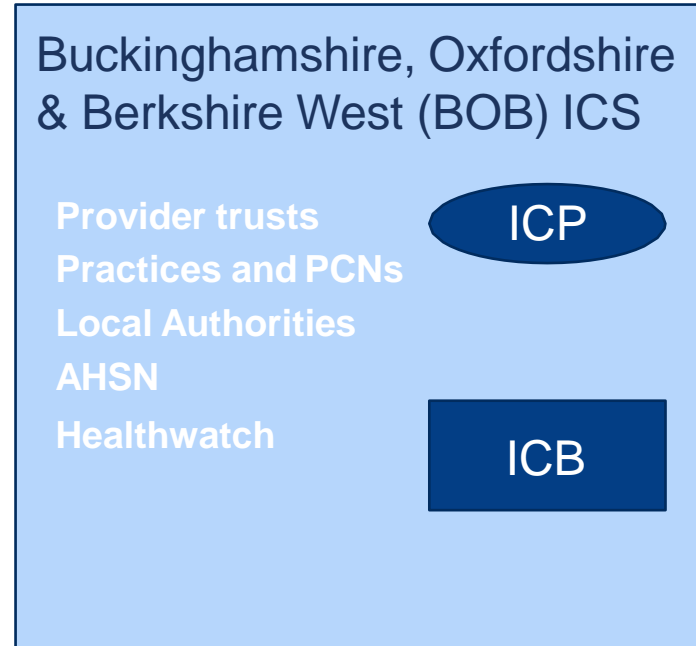 Buckinghamshire, Oxfordshire
& Berkshire West (BOB) ICS
Provider trusts
Practices and PCNs
Local Authorities
AHSN
Healthwatch
ICP
ICB